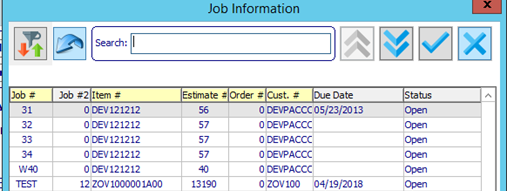 Job Information
x
Search:
Job # Job #2 Item # Estimate # Order # Cust. # Due Date Status
31 0 DEV121212 56 0 DEVPACCC 05/23/2013 Open
32 0 DEV121212 57 0 DEVPACCC Open
33 0 DEV121212 57 0 DEVPACCC Open
34 0 DEV121212 57 0 DEVPACCC Open
W40 0 DEV121212 40 0 DEVPACCC Open
TEST 12 ZOV1000001A00 13190 0 ZOV100 04/19/2018 Open